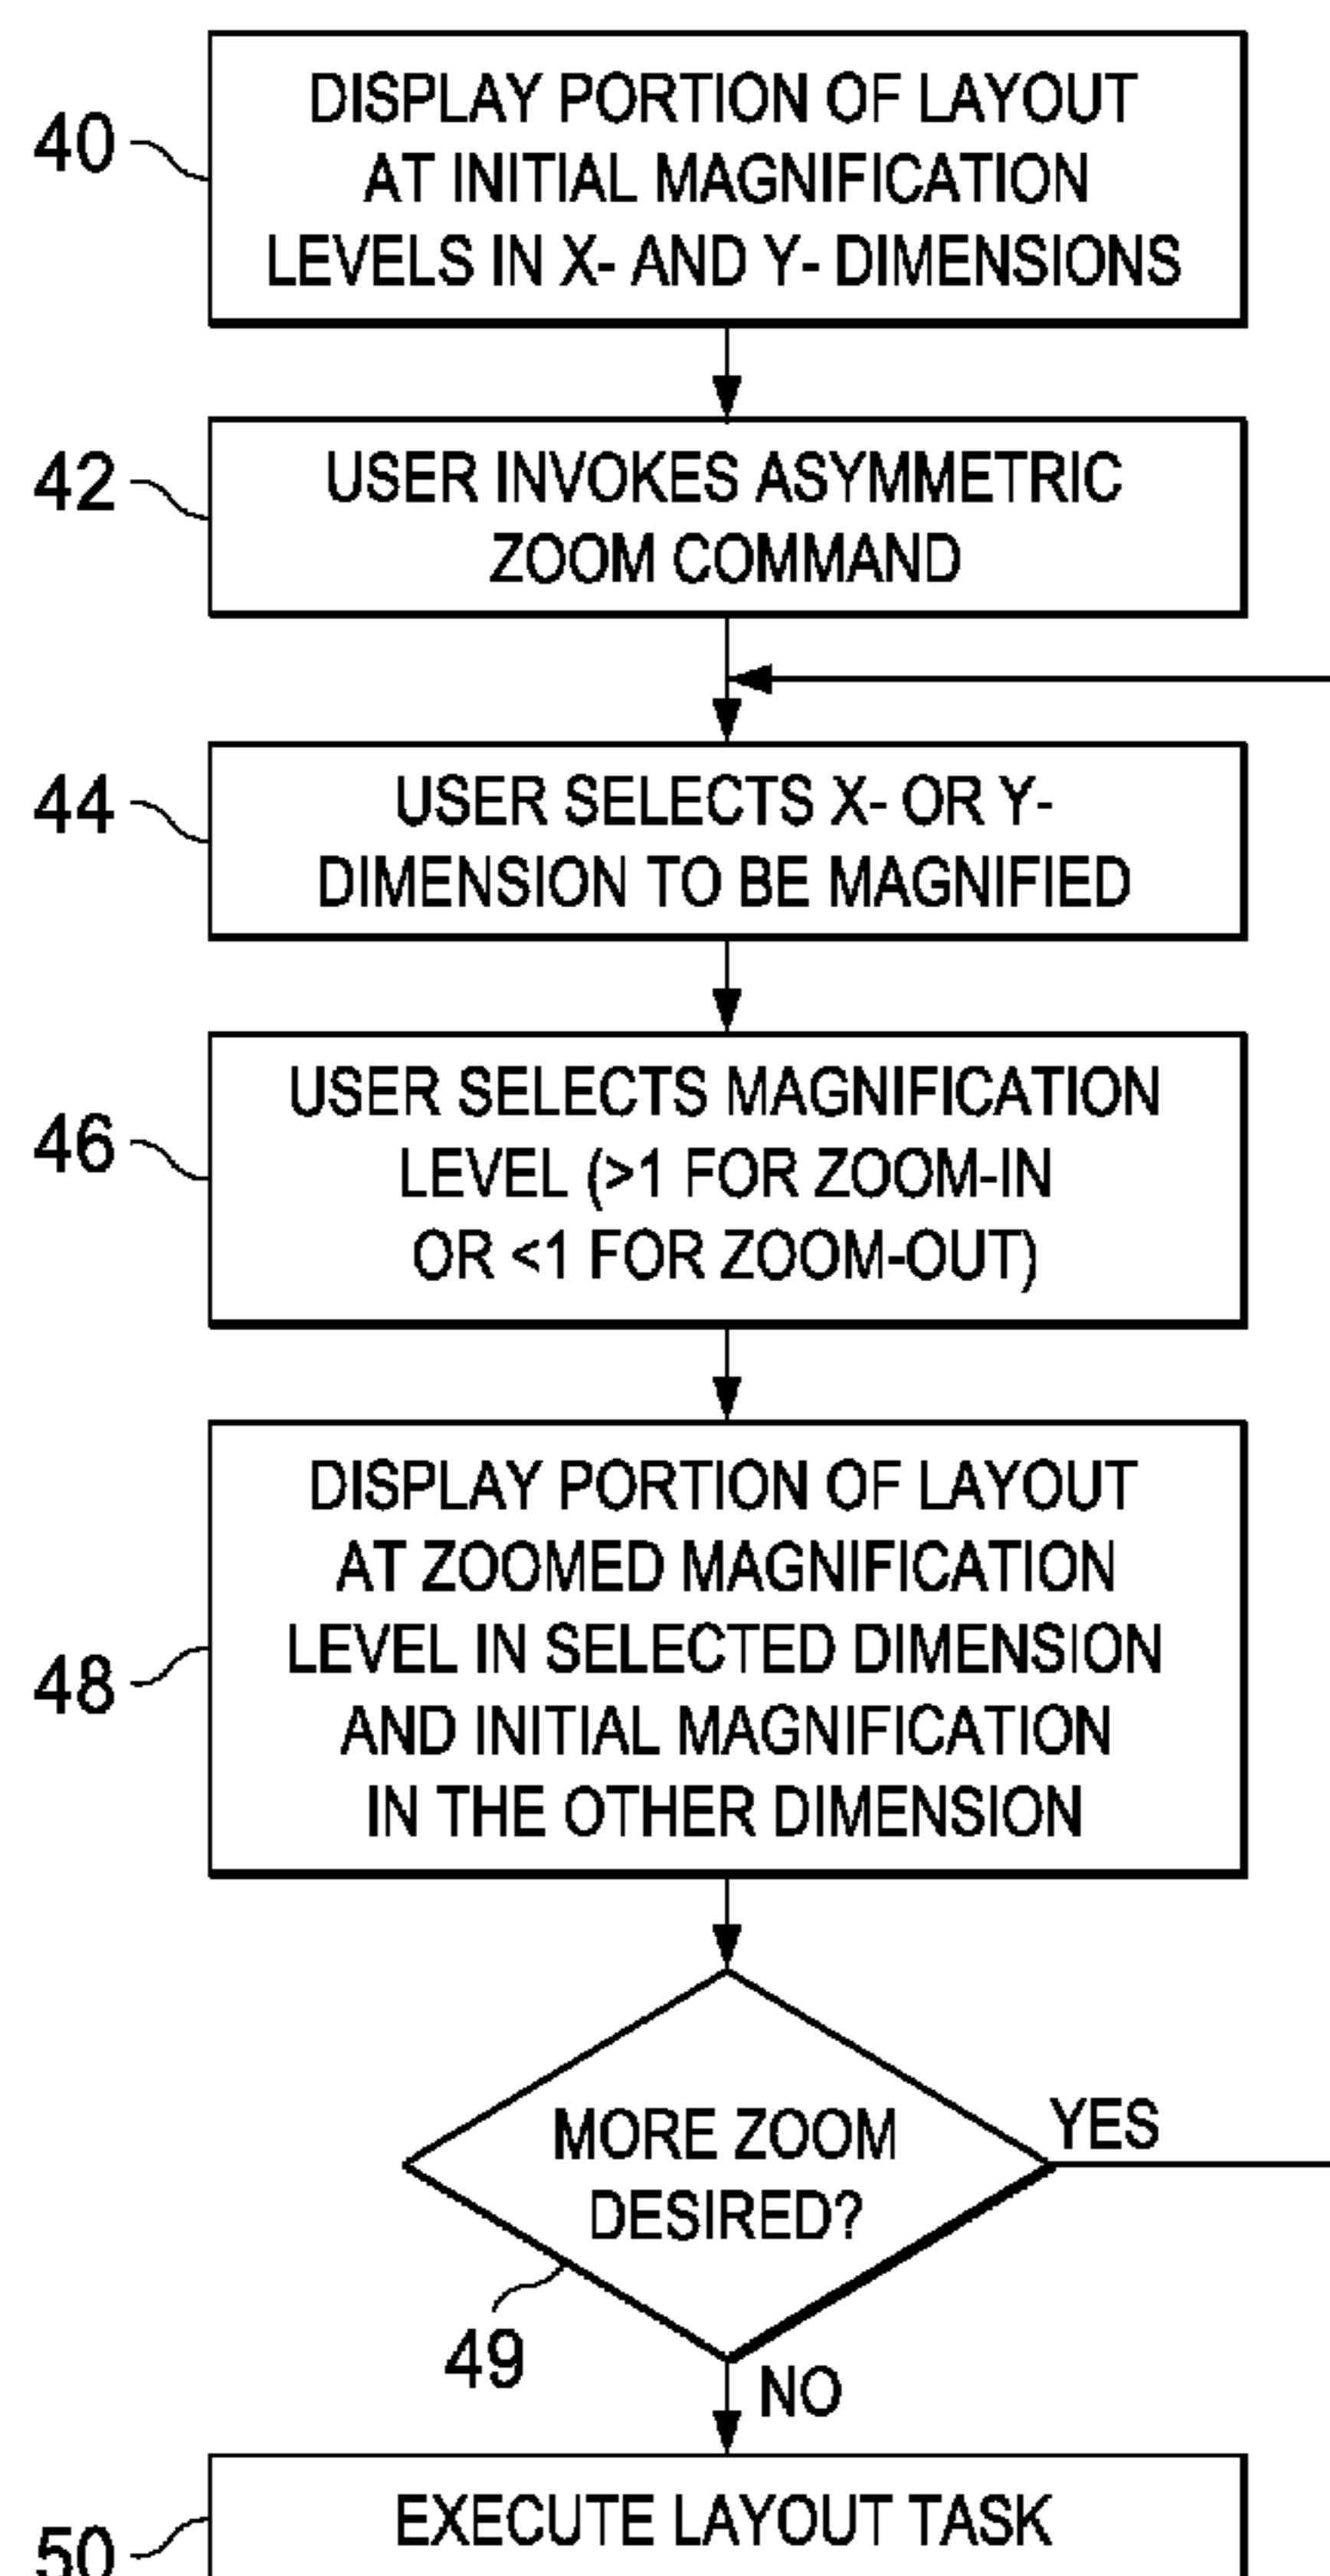 40
DISPLAY PORTION OF LAYOUT
AT INITIAL MAGNIFICATION
LEVELS IN X- AND Y- DIMENSIONS
42
USER INVOKES ASYMMETRIC
ZOOM COMMAND
44
USER SELECTS X- OR Y-
DIMENSION TO BE MAGNIFIED
46
USER SELECTS MAGNIFICATION
LEVEL (>1 FOR ZOOM-IN
OR <1 FOR ZOOM-OUT)
48
DISPLAY PORTION OF LAYOUT
AT ZOOMED MAGNIFICATION
LEVEL IN SELECTED DIMENSION
AND INITIAL MAGNIFICATION
IN THE OTHER DIMENSION
MORE ZOOM
DESIRED?
YES
49
NO
50
EXECUTE LAYOUT TASK